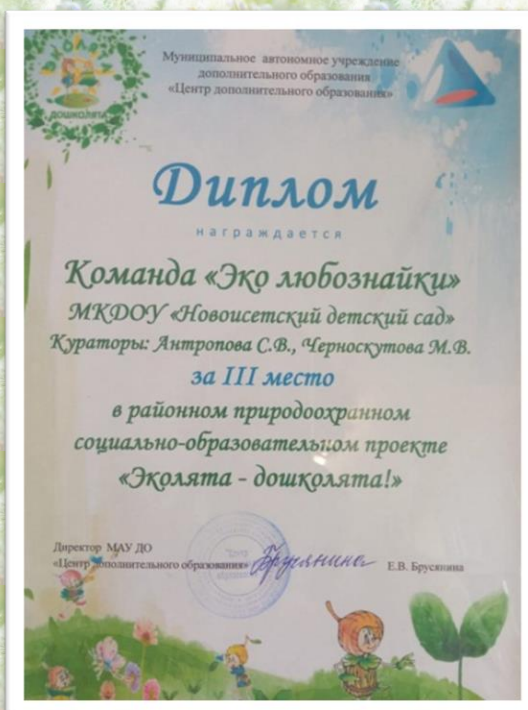 Муниципальное автономное учреждение
дополнительного образования
«Центр дополнительного образования»
ДОШКОЛЯТА
Диплом
награждается
Команда «Эко любознайки»
МКДОУ «Новоисетский детский сад»
Кураторы: Антропова С.В., Черноскутова М.В.
за III место
в районном природоохранном
социально-образовательном проекте
«Эколята - дошколята!»
Директор МАУ ДО
«Центр дополнительного образования»
Е.В. Брусянина